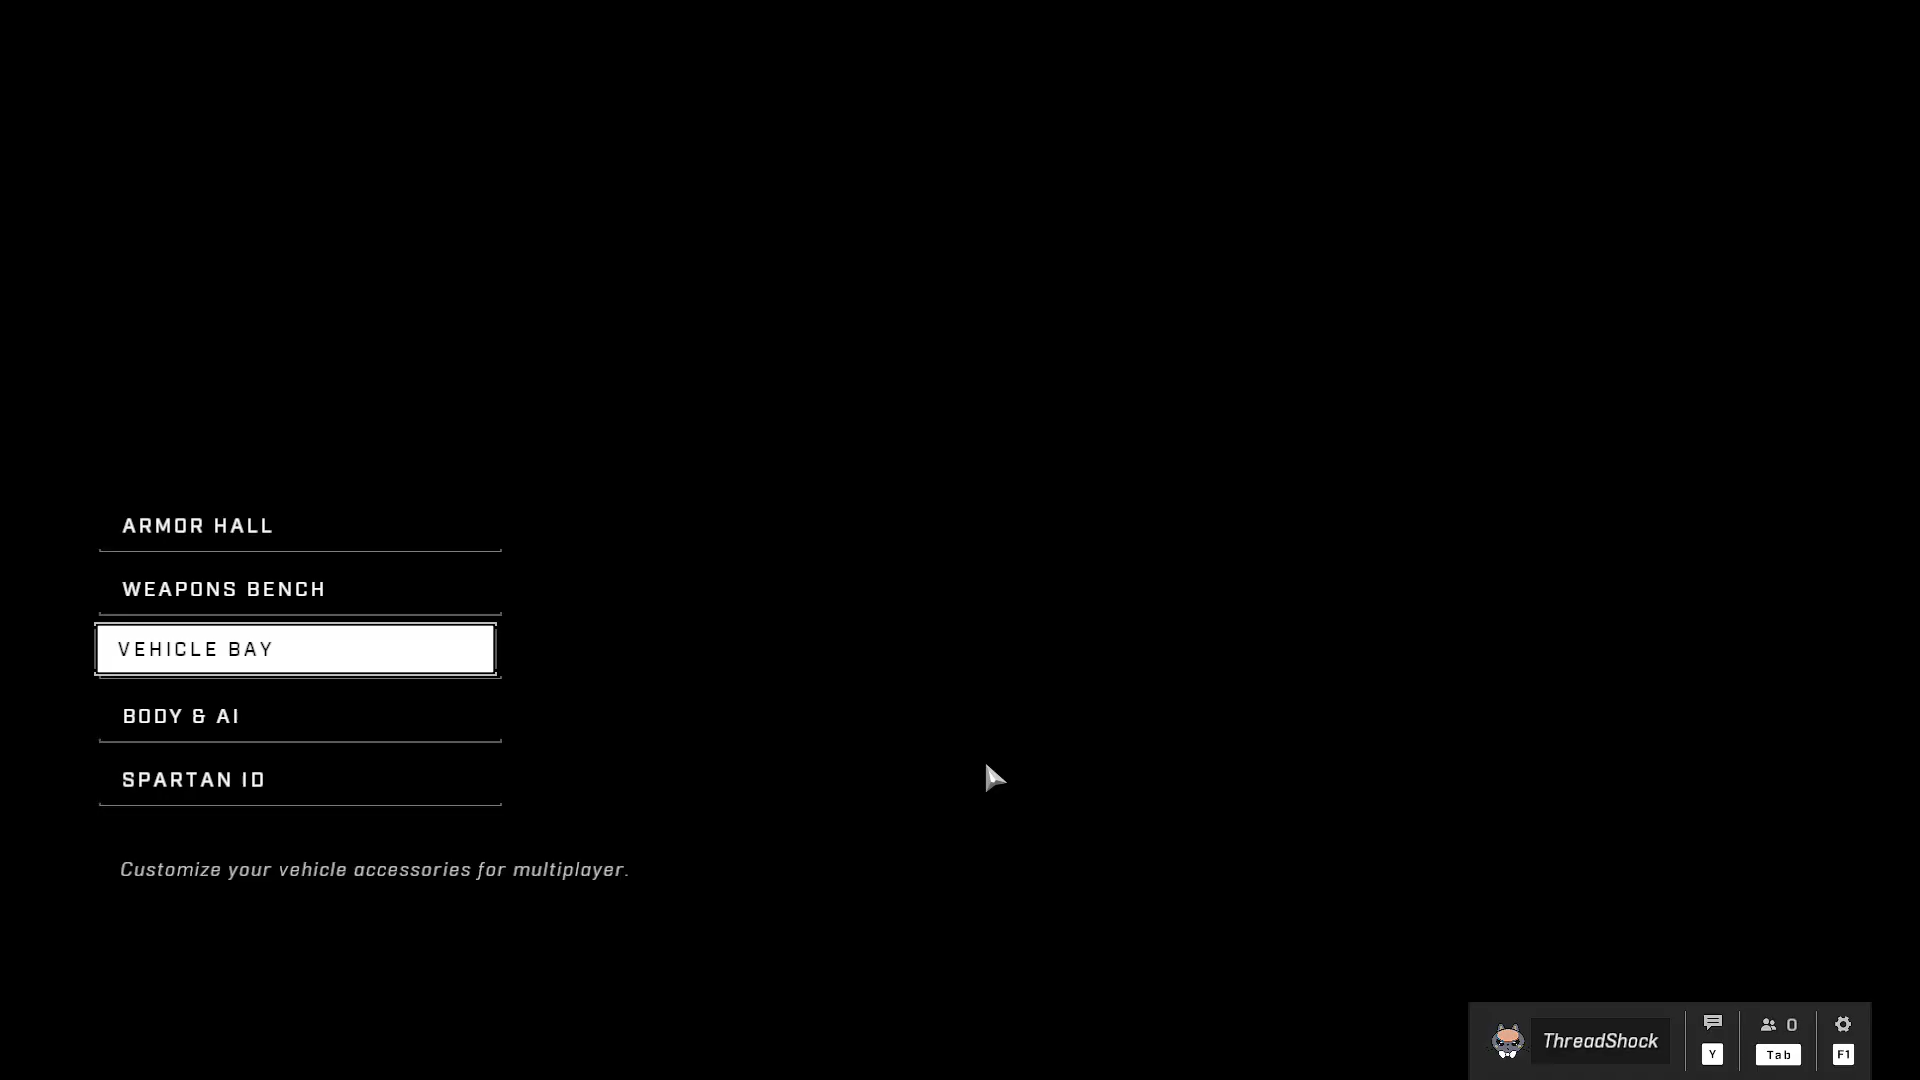 ARMOR HALL
WEAPONS BENCH
VEHICLE BAY
BODY & AI
SPARTAN ID
Customize your vehicle accessories for multiplayer.
ThreadShock
0
Y
Tab
F1